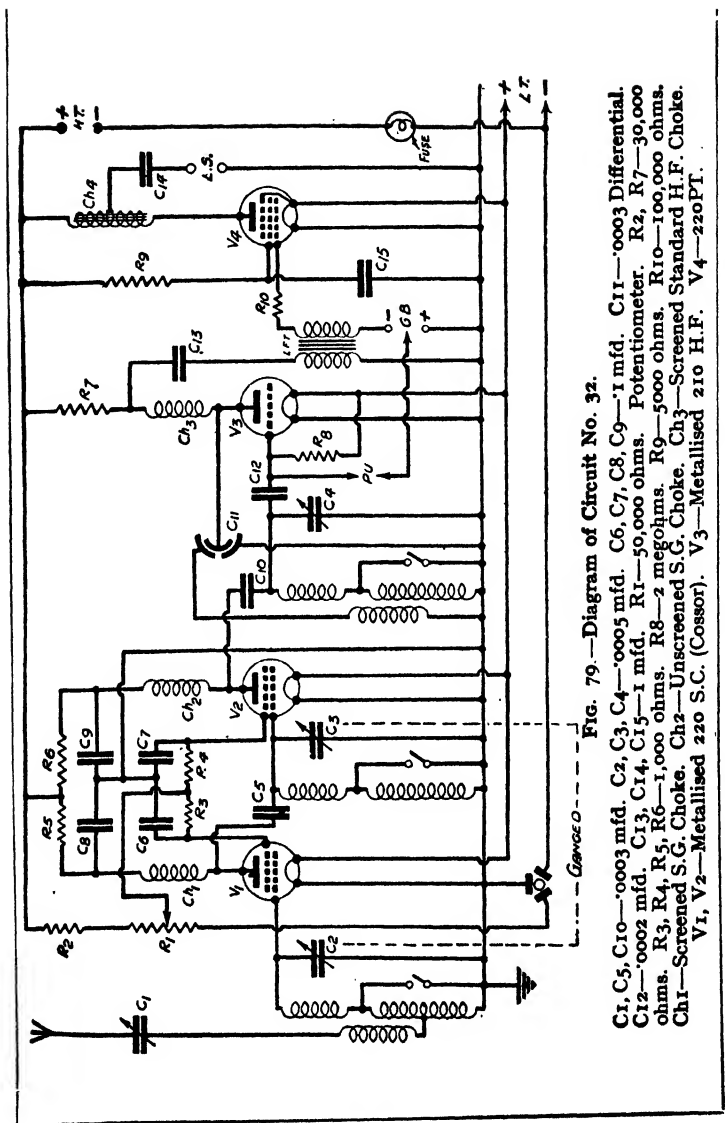 HT.
+
−
R9
Ch4
C14
L.S.
FUSE
L.T.
+
−
V4
R10
C15
LFT
−
GB
+
R7
C13
Ch3
V3
R8
PU
C12
C11
C4
C10
R6
C9
Ch2
V2
C7
R4
C3
R5
C8
C6
R3
C5
Ch1
V1
GANGED
R2
R1
C2
C1
FIG. 79.—Diagram of Circuit No. 32.
C1, C5, C10—·0003 mfd. C2, C3, C4—·0005 mfd. C6, C7, C8, C9—·1 mfd. C11—·0003 Differential.
C12—·0002 mfd. C13, C14, C15—1 mfd. R1—50,000 ohms. Potentiometer. R2, R7—30,000
ohms. R3, R4, R5, R6—1,000 ohms. R8—2 megohms. R9—5000 ohms. R10—100,000 ohms.
Ch1—Screened S.G. Choke. Ch2—Unscreened S.G. Choke. Ch3—Screened Standard H.F. Choke.
V1, V2—Metallised 220 S.C. (Cossor). V3—Metallised 210 H.F. V4—220PT.